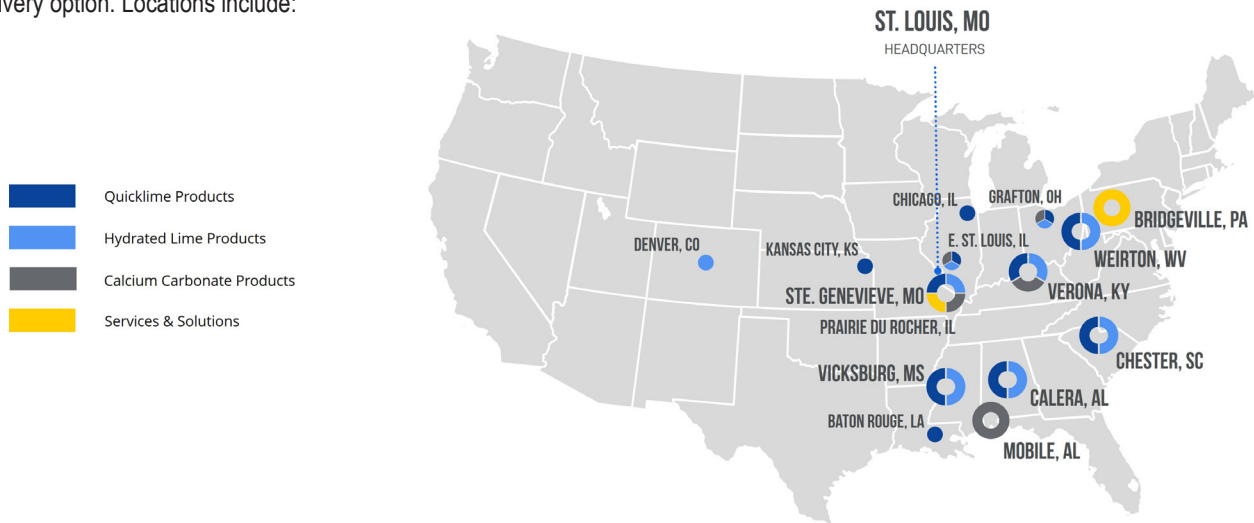 ivery option. Locations include:
ST. LOUIS, MO
HEADQUARTERS
Quicklime Products
Hydrated Lime Products
Calcium Carbonate Products
Services & Solutions
CHICAGO, IL
GRAFTON, OH
BRIDGEVILLE, PA
DENVER, CO
KANSAS CITY, KS
E. ST. LOUIS, IL
WEIRTON, WV
STE. GENEVIEVE, MO
VERONA, KY
PRAIRIE DU ROCHER, IL
CHESTER, SC
VICKSBURG, MS
CALERA, AL
BATON ROUGE, LA
MOBILE, AL